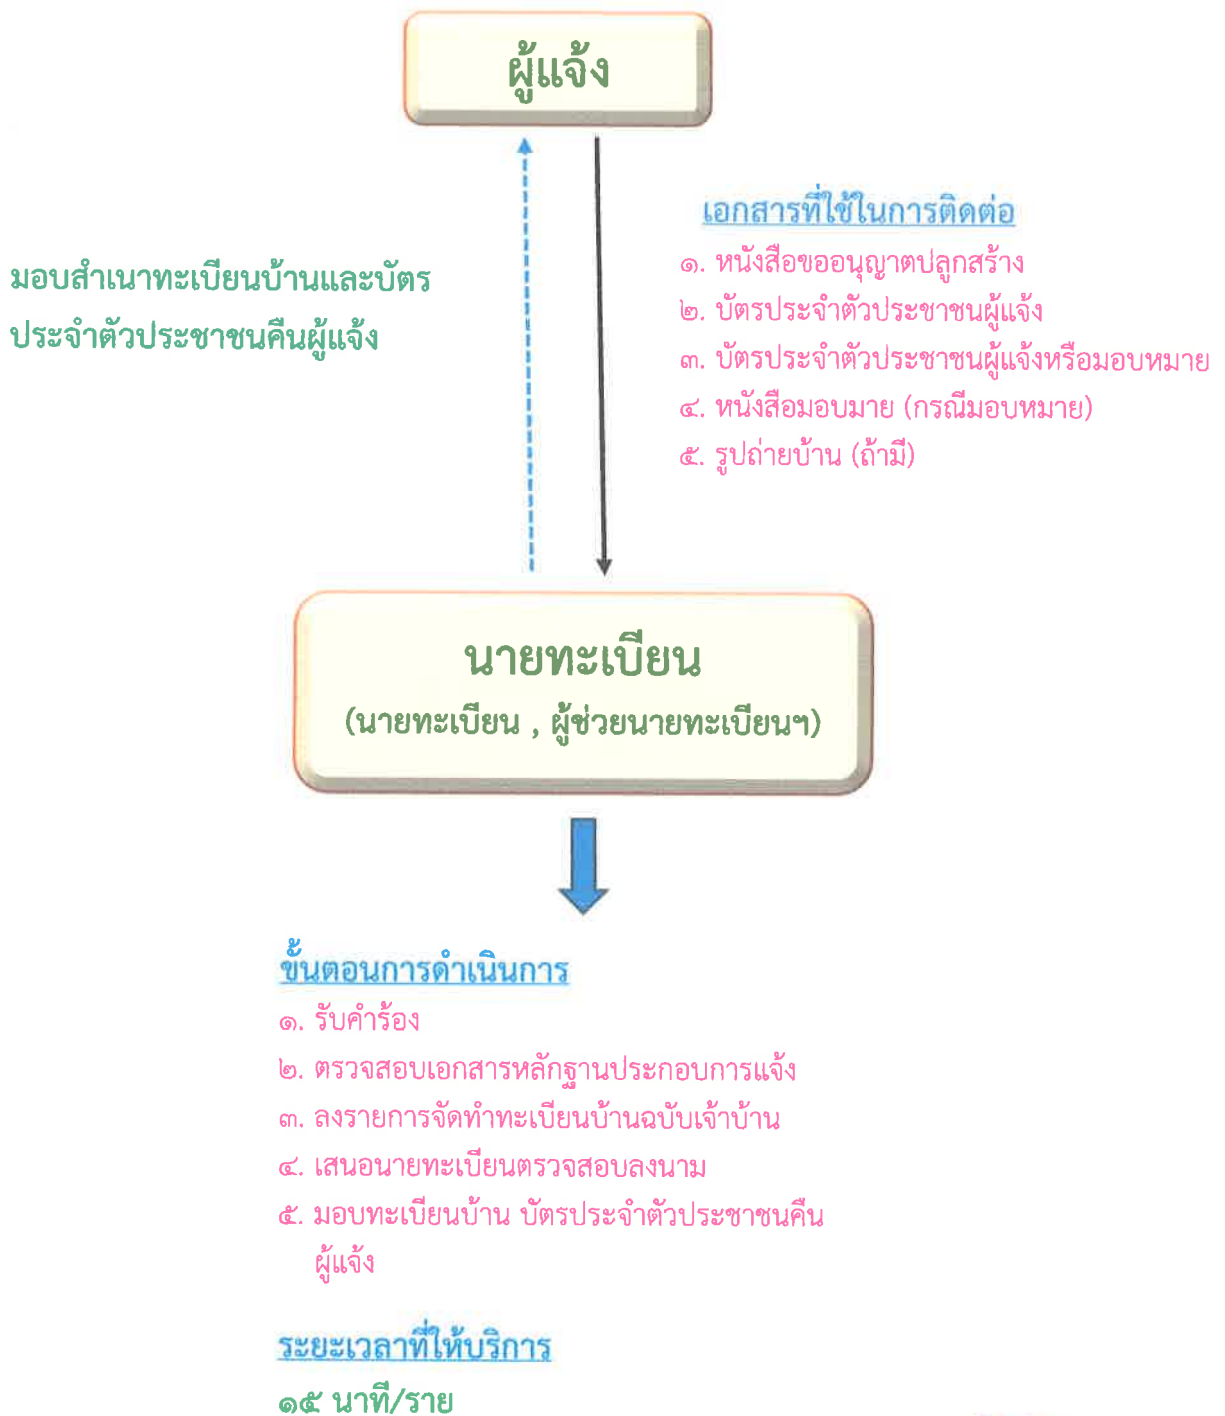 ผู้แจ้ง
เอกสารที่ใช้ในการติดต่อ
๑. หนังสือขออนุญาตปลูกสร้าง
๒. บัตรประจำตัวประชาชนผู้แจ้ง
๓. บัตรประจำตัวประชาชนผู้แจ้งหรือมอบหมาย
๔. หนังสือมอบมาย (กรณีมอบหมาย)
๕. รูปถ่ายบ้าน (ถ้ามี)
มอบสำเนาทะเบียนบ้านและบัตร
ประจำตัวประชาชนคืนผู้แจ้ง
นายทะเบียน
(นายทะเบียน , ผู้ช่วยนายทะเบียนฯ)
ขั้นตอนการดำเนินการ
๑. รับคำร้อง
๒. ตรวจสอบเอกสารหลักฐานประกอบการแจ้ง
๓. ลงรายการจัดทำทะเบียนบ้านฉบับเจ้าบ้าน
๔. เสนอนายทะเบียนตรวจสอบลงนาม
๕. มอบทะเบียนบ้าน บัตรประจำตัวประชาชนคืน
ผู้แจ้ง
ระยะเวลาที่ให้บริการ
๑๕ นาที/ราย